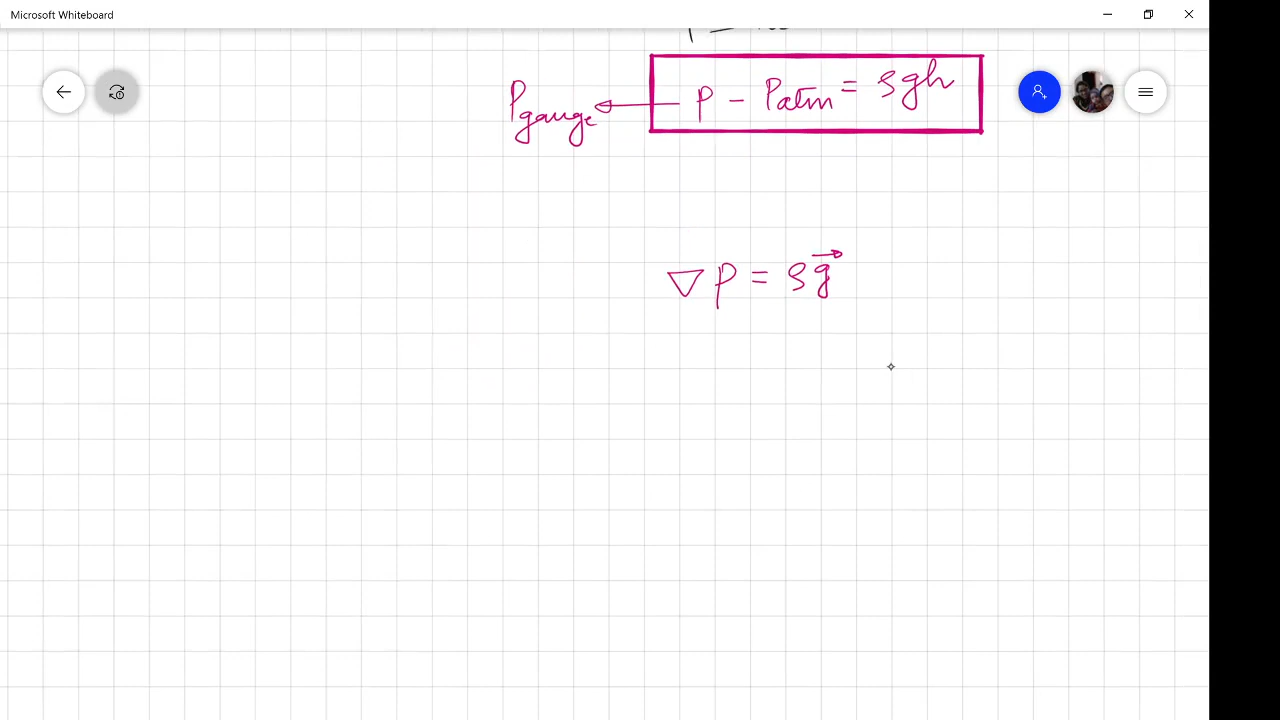 Microsoft Whiteboard
P - Patm = ρgh
Pgauge
∇p = ρg⃗